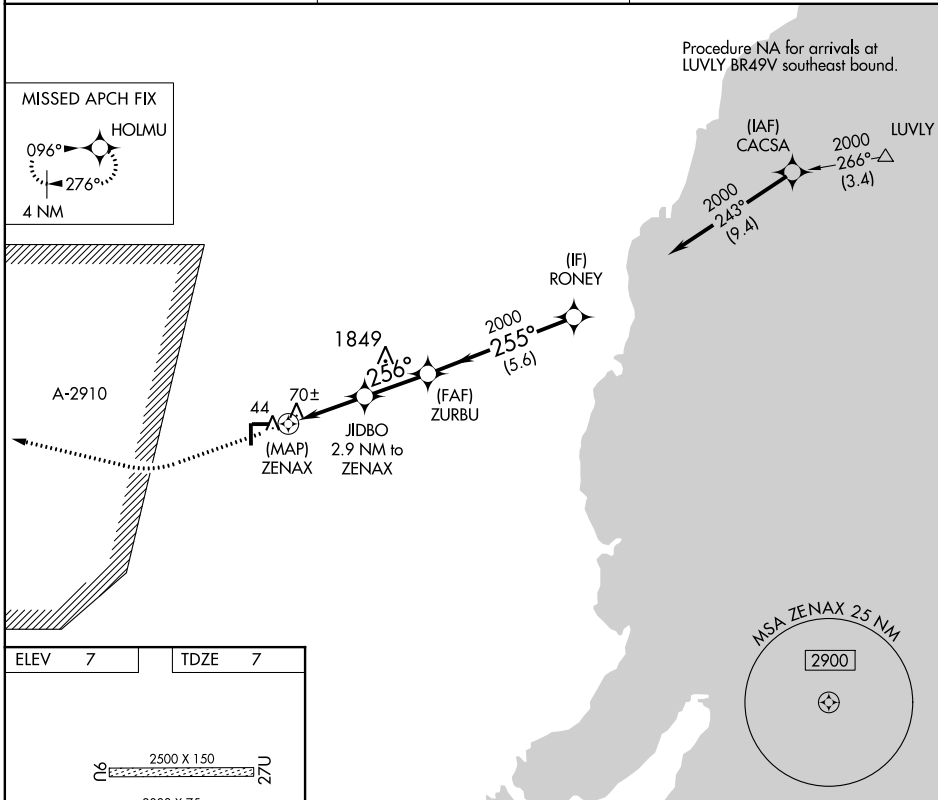 Procedure NA for arrivals at
LUVLY BR49V southeast bound.
MISSED APCH FIX
HOLMU
096°
276°
4 NM
(IAF)
CACSA
LUVLY
2000
266°
(3.4)
2000
243°
(9.4)
(IF)
RONEY
2000
255°
(5.6)
1849
256°
(FAF)
ZURBU
A-2910
44
70±
JIDBO
2.9 NM to
ZENAX
(MAP)
ZENAX
MSA ZENAX 25 NM
2900
ELEV 7
TDZE 7
2500 X 150
9U
27U